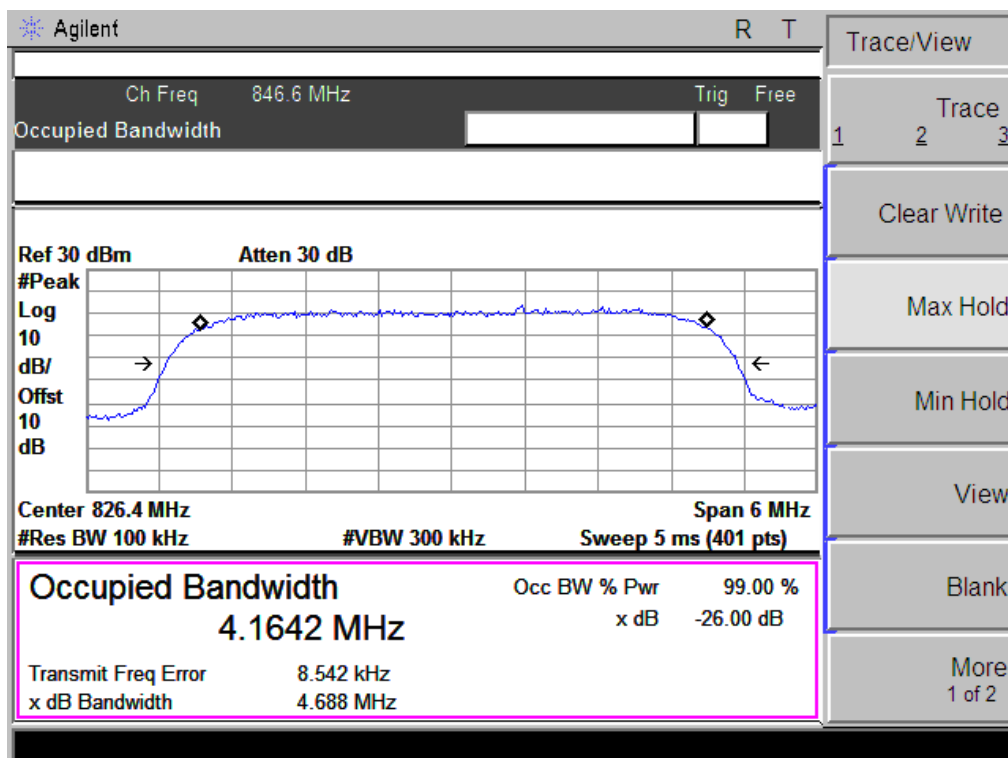 Agilent R T
Ch Freq 846.6 MHz Trig Free
Occupied Bandwidth
Ref 30 dBm Atten 30 dB
#Peak
Log
10
dB/
Offst
10
dB
Center 826.4 MHz Span 6 MHz
#Res BW 100 kHz #VBW 300 kHz Sweep 5 ms (401 pts)
Occupied Bandwidth
4.1642 MHz
Occ BW % Pwr 99.00 %
x dB -26.00 dB
Transmit Freq Error 8.542 kHz
x dB Bandwidth 4.688 MHz
Trace/View
Trace
1 2 3
Clear Write
Max Hold
Min Hold
View
Blank
More
1 of 2